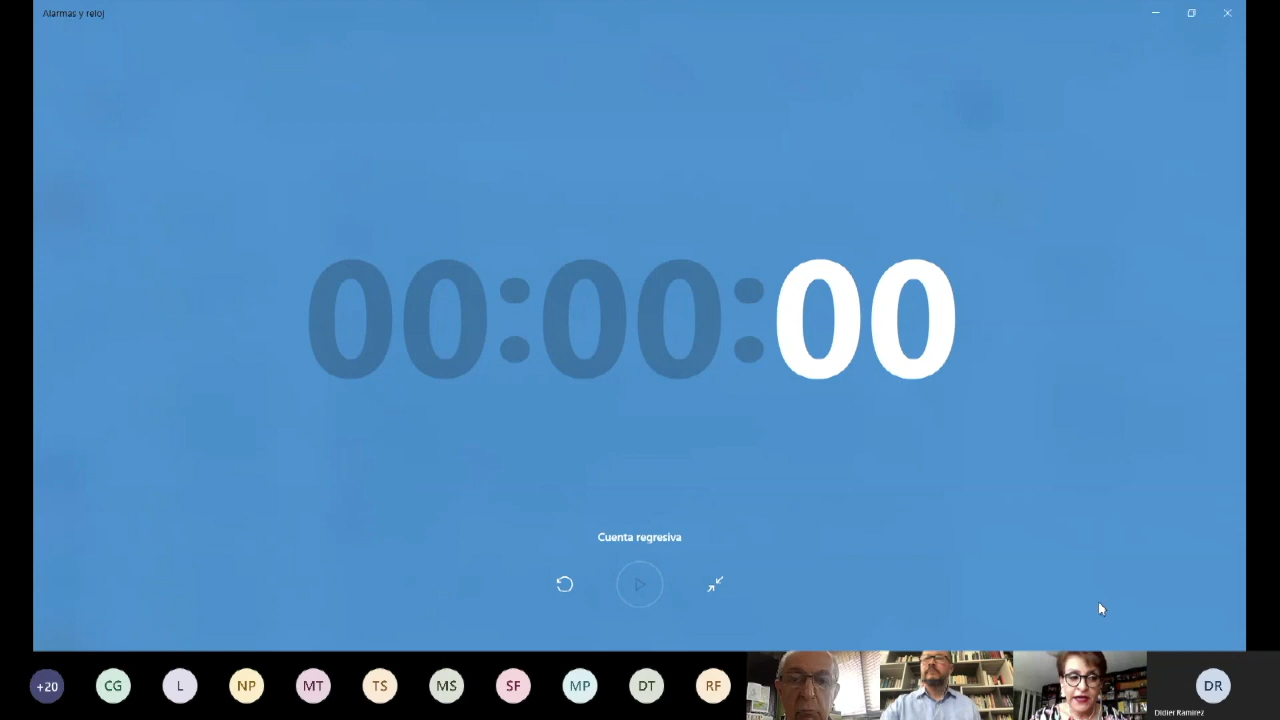 Alarmas y reloj
00:00:00
Cuenta regresiva
+20
CG
L
NP
MT
TS
MS
SF
MP
DT
RF
DR
Didier Ramirez